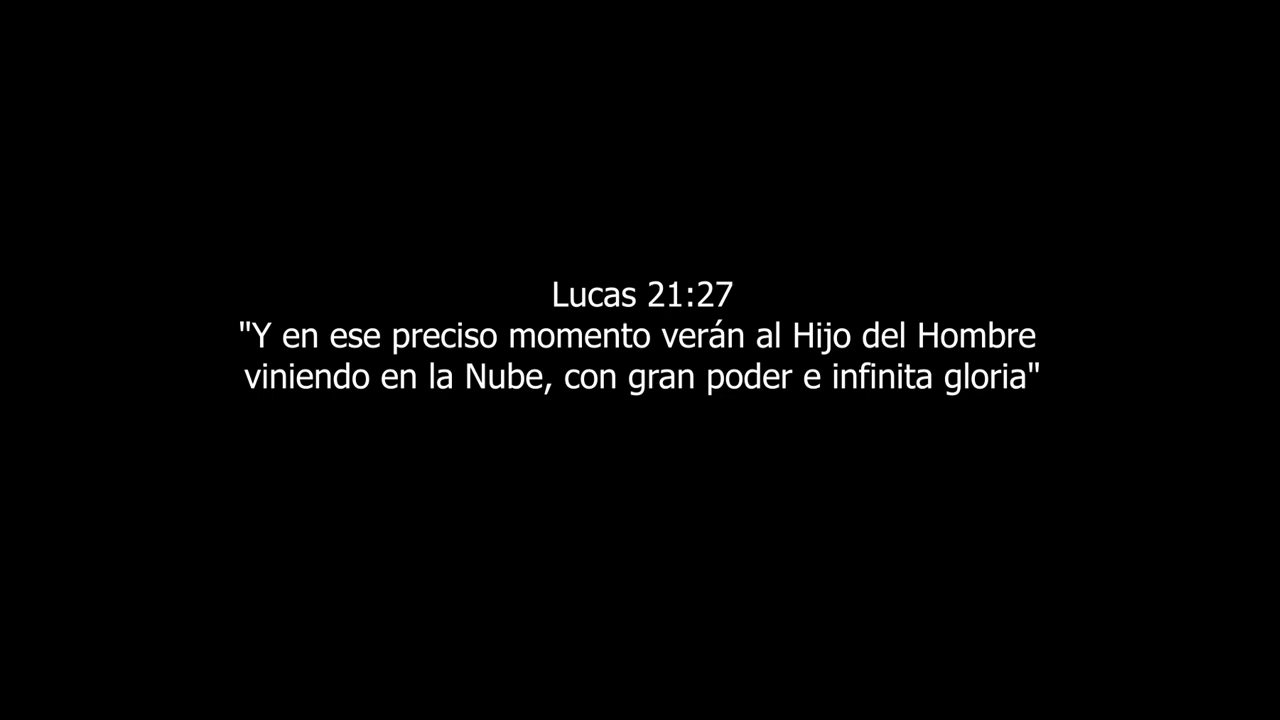 Lucas 21:27
"Y en ese preciso momento verán al Hijo del Hombre
viniendo en la Nube, con gran poder e infinita gloria"